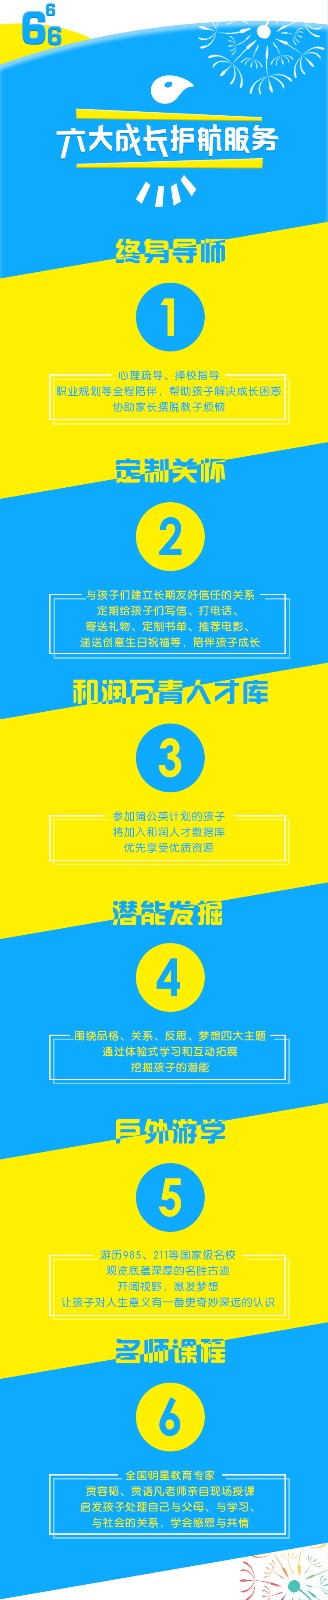 666
六大成长护航服务
终身导师
1
心理疏导、择校指导
职业规划等全程陪伴，帮助孩子解决成长困惑
协助家长摆脱教子烦恼
定制关怀
2
与孩子们建立长期友好信任的关系
定期给孩子们写信、打电话、
寄送礼物、定制书单、推荐电影、
递送创意生日祝福等，陪伴孩子成长
和润万青人才库
3
参加蒲公英计划的孩子
将加入和润人才数据库
优先享受优质资源
潜能发掘
4
围绕品格、关系、反思、梦想四大主题
通过体验式学习和互动拓展
挖掘孩子的潜能
户外游学
5
游历985、211等国家级名校
观览底蕴深厚的名胜古迹
开阔视野，激发梦想
让孩子对人生意义有一番更奇妙深远的认识
名师课程
6
全国明星教育专家
贾容韬、贾语凡老师亲自现场授课
启发孩子处理自己与父母、与学习、
与社会的关系，学会感恩与共情